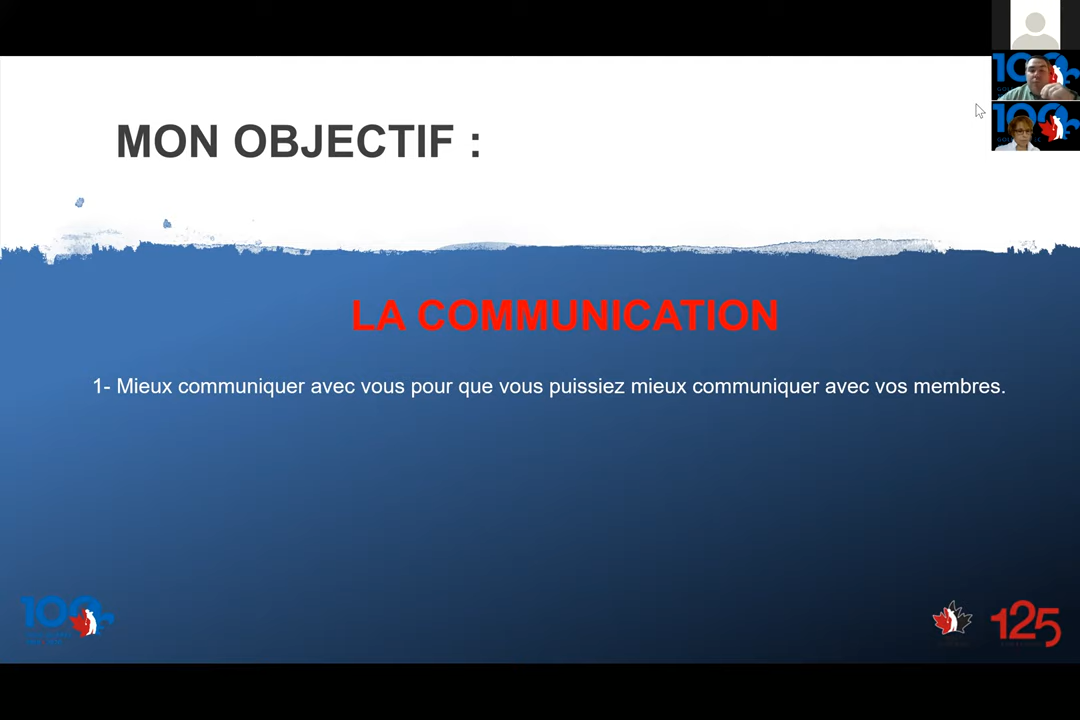 MON OBJECTIF :
LA COMMUNICATION
1- Mieux communiquer avec vous pour que vous puissiez mieux communiquer avec vos membres.
100
125